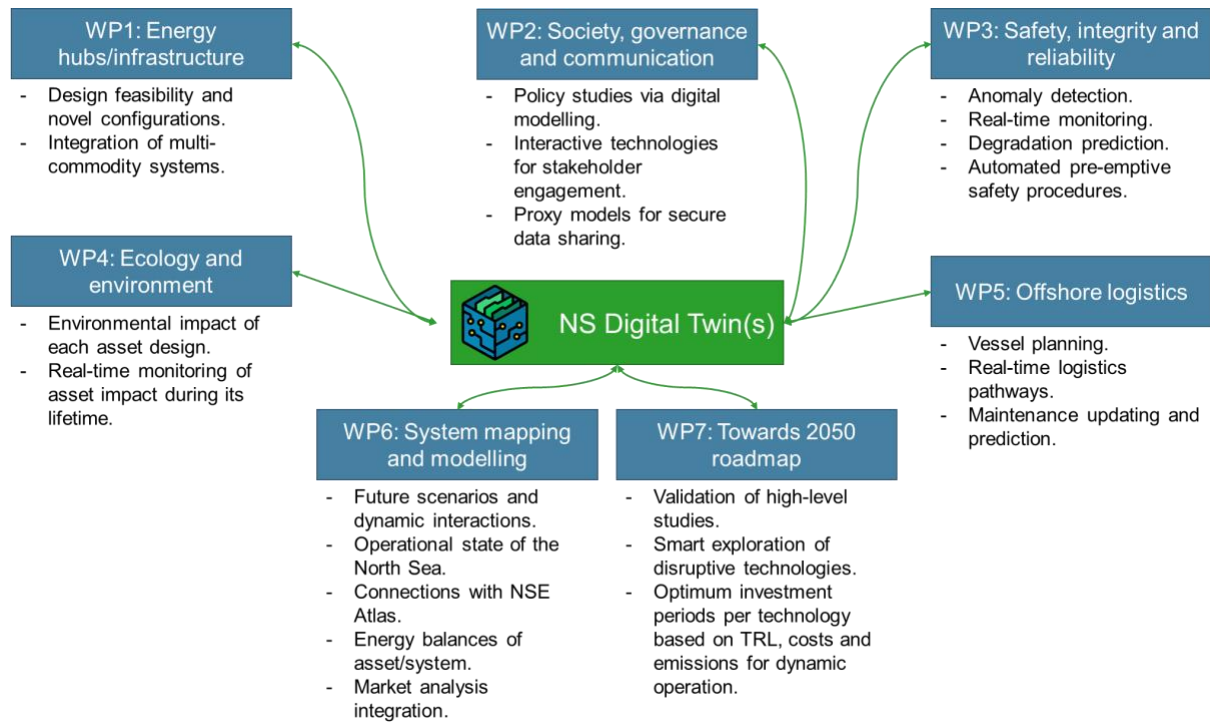 WP1: Energy
hubs/infrastructure
- Design feasibility and
novel configurations.
- Integration of multi-
commodity systems.
WP2: Society, governance
and communication
- Policy studies via digital
modelling.
- Interactive technologies
for stakeholder
engagement.
- Proxy models for secure
data sharing.
WP3: Safety, integrity and
reliability
- Anomaly detection.
- Real-time monitoring.
- Degradation prediction.
- Automated pre-emptive
safety procedures.
WP4: Ecology and
environment
- Environmental impact of
each asset design.
- Real-time monitoring of
asset impact during its
lifetime.
NS Digital Twin(s)
WP5: Offshore logistics
- Vessel planning.
- Real-time logistics
pathways.
- Maintenance updating and
prediction.
WP6: System mapping
and modelling
- Future scenarios and
dynamic interactions.
- Operational state of the
North Sea.
- Connections with NSE
Atlas.
- Energy balances of
asset/system.
- Market analysis
integration.
WP7: Towards 2050
roadmap
- Validation of high-level
studies.
- Smart exploration of
disruptive technologies.
- Optimum investment
periods per technology
based on TRL, costs and
emissions for dynamic
operation.